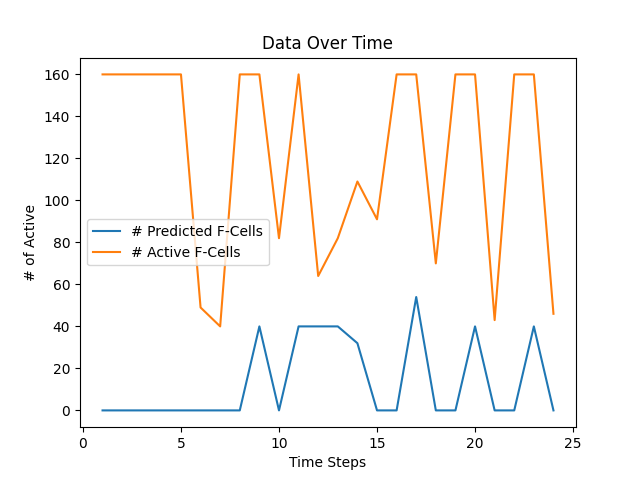 Data Over Time
160
140
120
100
80
60
40
20
0
# of Active
# Predicted F-Cells
# Active F-Cells
0 5 10 15 20 25
Time Steps